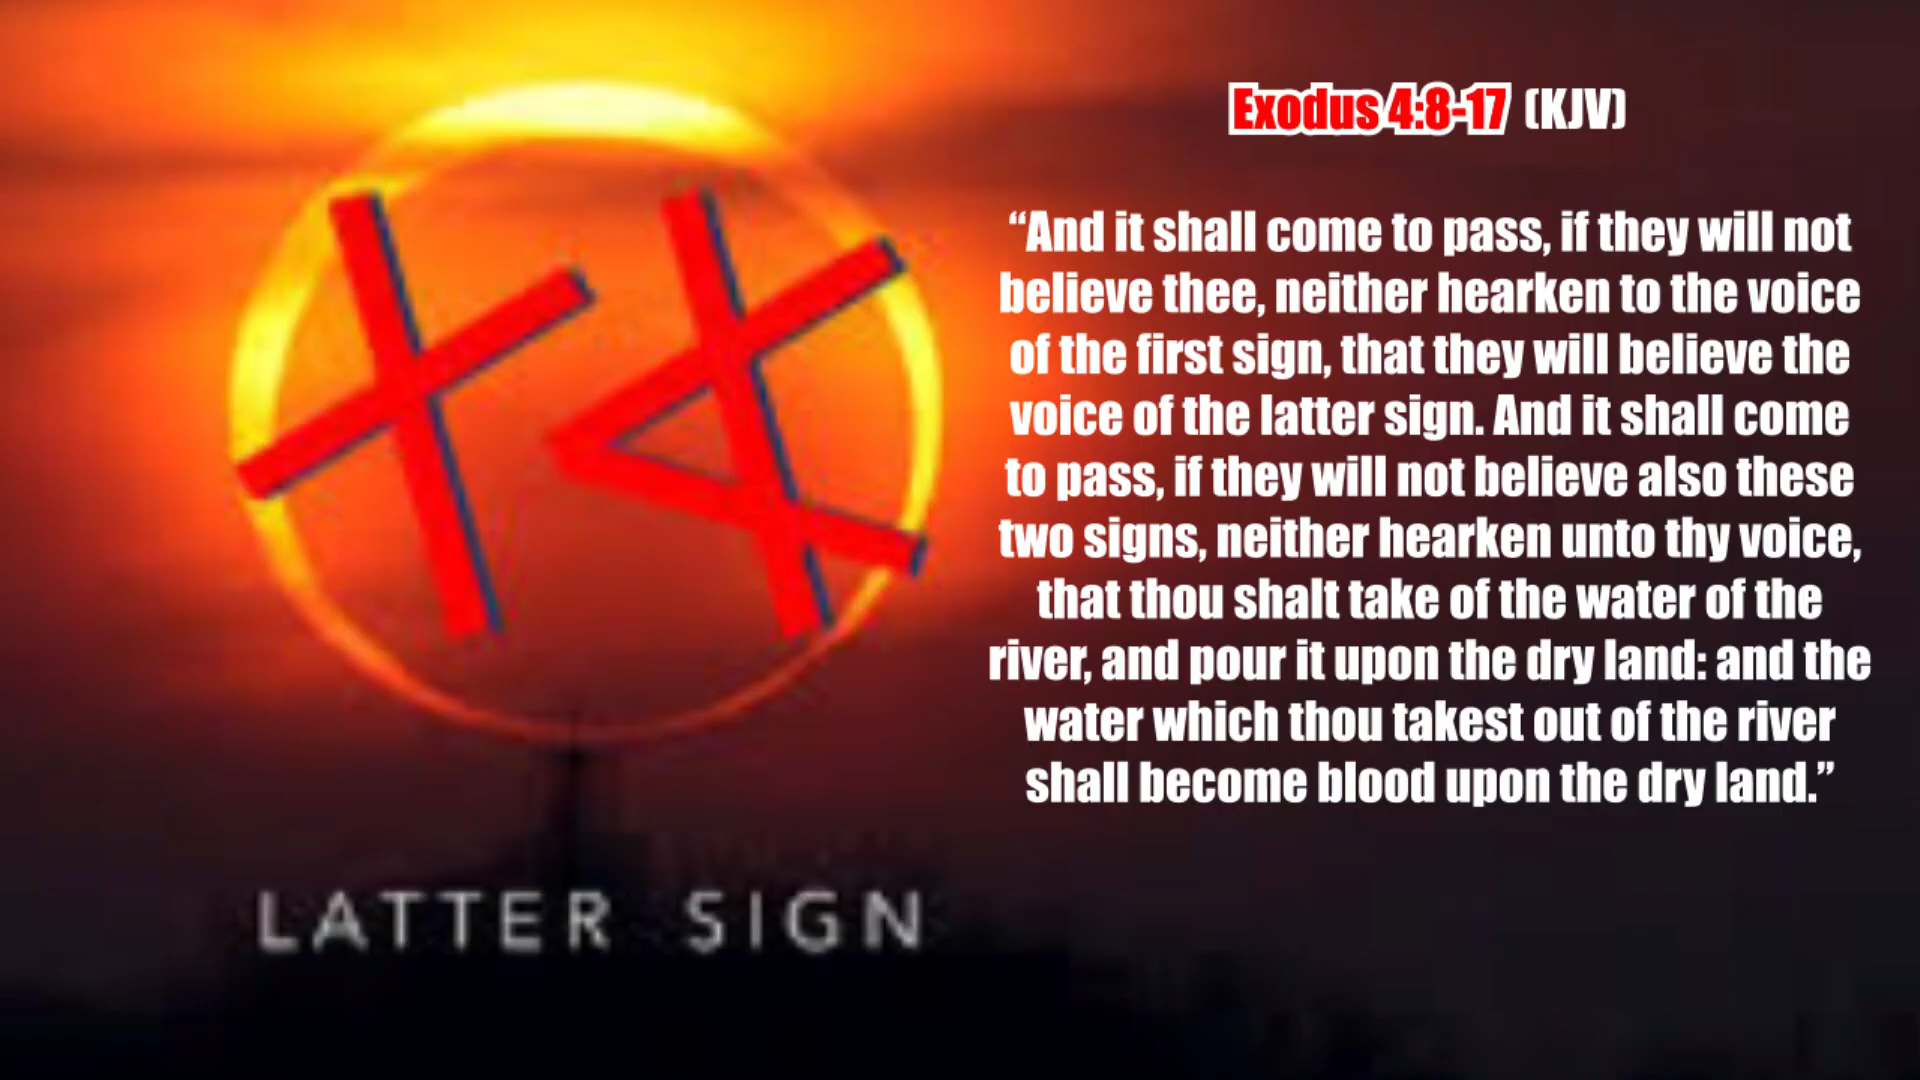 𐤀𐤕
LATTER SIGN
Exodus 4:8-17 (KJV)
“And it shall come to pass, if they will not
believe thee, neither hearken to the voice
of the first sign, that they will believe the
voice of the latter sign. And it shall come
to pass, if they will not believe also these
two signs, neither hearken unto thy voice,
that thou shalt take of the water of the
river, and pour it upon the dry land: and the
water which thou takest out of the river
shall become blood upon the dry land.”